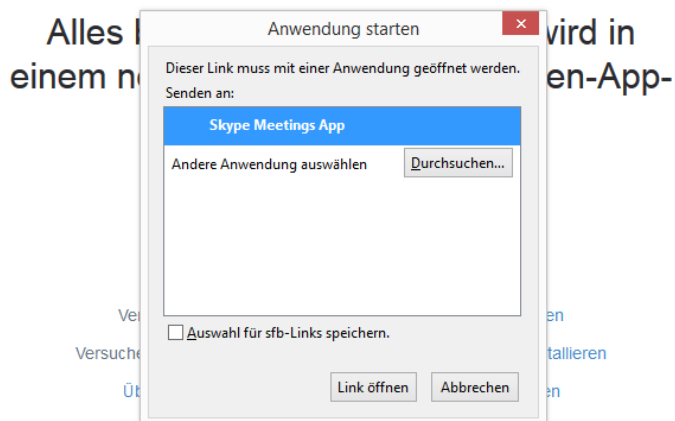 Alles
Anwendung starten
wird in
einem
Dieser Link muss mit einer Anwendung geöffnet werden.
en-App-
Senden an:
Skype Meetings App
Andere Anwendung auswählen
Durchsuchen...
Ver
en
Auswahl für sfb-Links speichern.
Versuche
tallieren
Link öffnen
Abbrechen
Üb
en